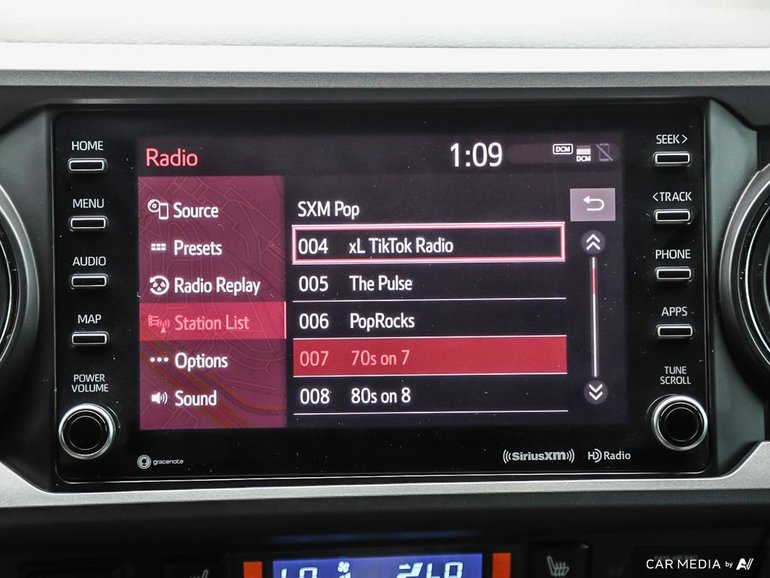 HOME
SEEK >
Radio
1:09
DCM
DCM
MENU
Source
SXM Pop
< TRACK
Presets
004 xL TikTok Radio
AUDIO
Radio Replay
005 The Pulse
PHONE
MAP
Station List
006 PopRocks
APPS
Options
007 70s on 7
POWER
VOLUME
Sound
008 80s on 8
TUNE
SCROLL
gracenote
((SiriusXM))
HD Radio
CAR MEDIA by AI